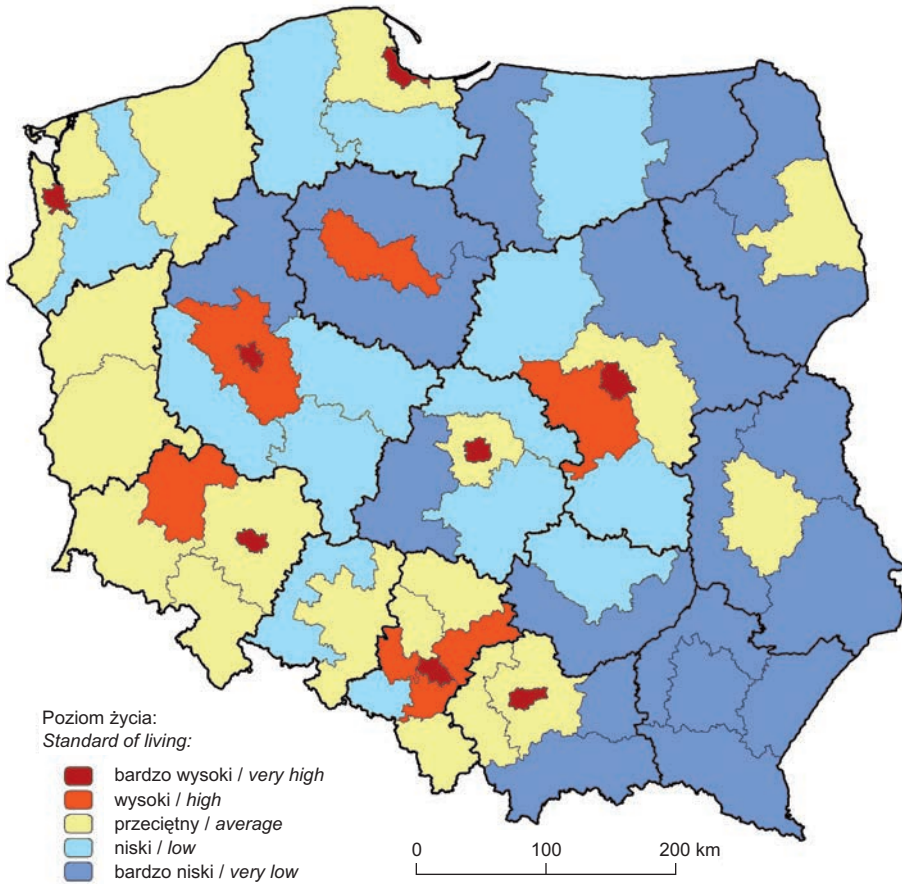 Poziom życia:
Standard of living:
bardzo wysoki / very high
wysoki / high
przeciętny / average
niski / low
bardzo niski / very low
0 100 200 km